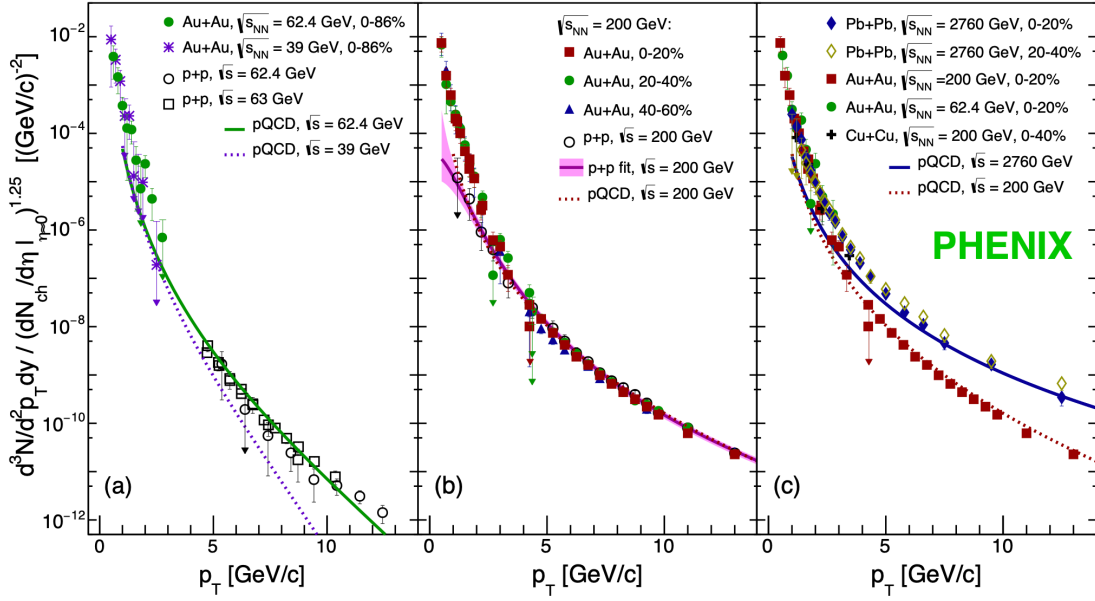 d³N/d²p_T dy / (dN_ch/dη |_η≈0)^1.25 [(GeV/c)⁻²]
10⁻²
10⁻⁴
10⁻⁶
10⁻⁸
10⁻¹⁰
10⁻¹²
Au+Au, √s_NN = 62.4 GeV, 0-86%
Au+Au, √s_NN = 39 GeV, 0-86%
p+p, √s = 62.4 GeV
p+p, √s = 63 GeV
pQCD, √s = 62.4 GeV
pQCD, √s = 39 GeV
(a)
0 5 10
p_T [GeV/c]
√s_NN = 200 GeV:
Au+Au, 0-20%
Au+Au, 20-40%
Au+Au, 40-60%
p+p, √s = 200 GeV
p+p fit, √s = 200 GeV
pQCD, √s = 200 GeV
(b)
0 5 10
p_T [GeV/c]
Pb+Pb, √s_NN = 2760 GeV, 0-20%
Pb+Pb, √s_NN = 2760 GeV, 20-40%
Au+Au, √s_NN = 200 GeV, 0-20%
Au+Au, √s_NN = 62.4 GeV, 0-20%
Cu+Cu, √s_NN = 200 GeV, 0-40%
pQCD, √s = 2760 GeV
pQCD, √s = 200 GeV
PHENIX
(c)
0 5 10
p_T [GeV/c]